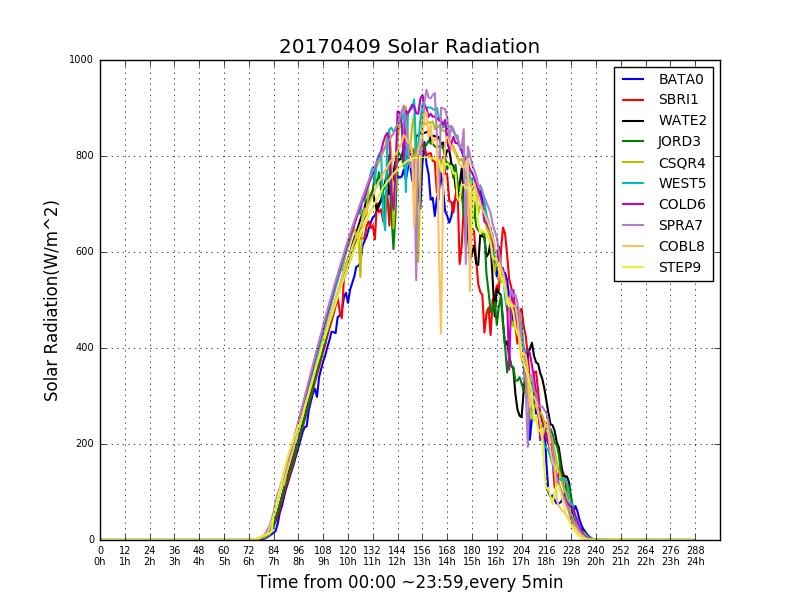 20170409 Solar Radiation
1000
800
600
400
200
0
Solar Radiation(W/m^2)
BATA0
SBRI1
WATE2
JORD3
CSQR4
WEST5
COLD6
SPRA7
COBL8
STEP9
0 12 24 36 48 60 72 84 96 108 120 132 144 156 168 180 192 204 216 228 240 252 264 276 288
0h 1h 2h 3h 4h 5h 6h 7h 8h 9h 10h 11h 12h 13h 14h 15h 16h 17h 18h 19h 20h 21h 22h 23h 24h
Time from 00:00 ~23:59,every 5min